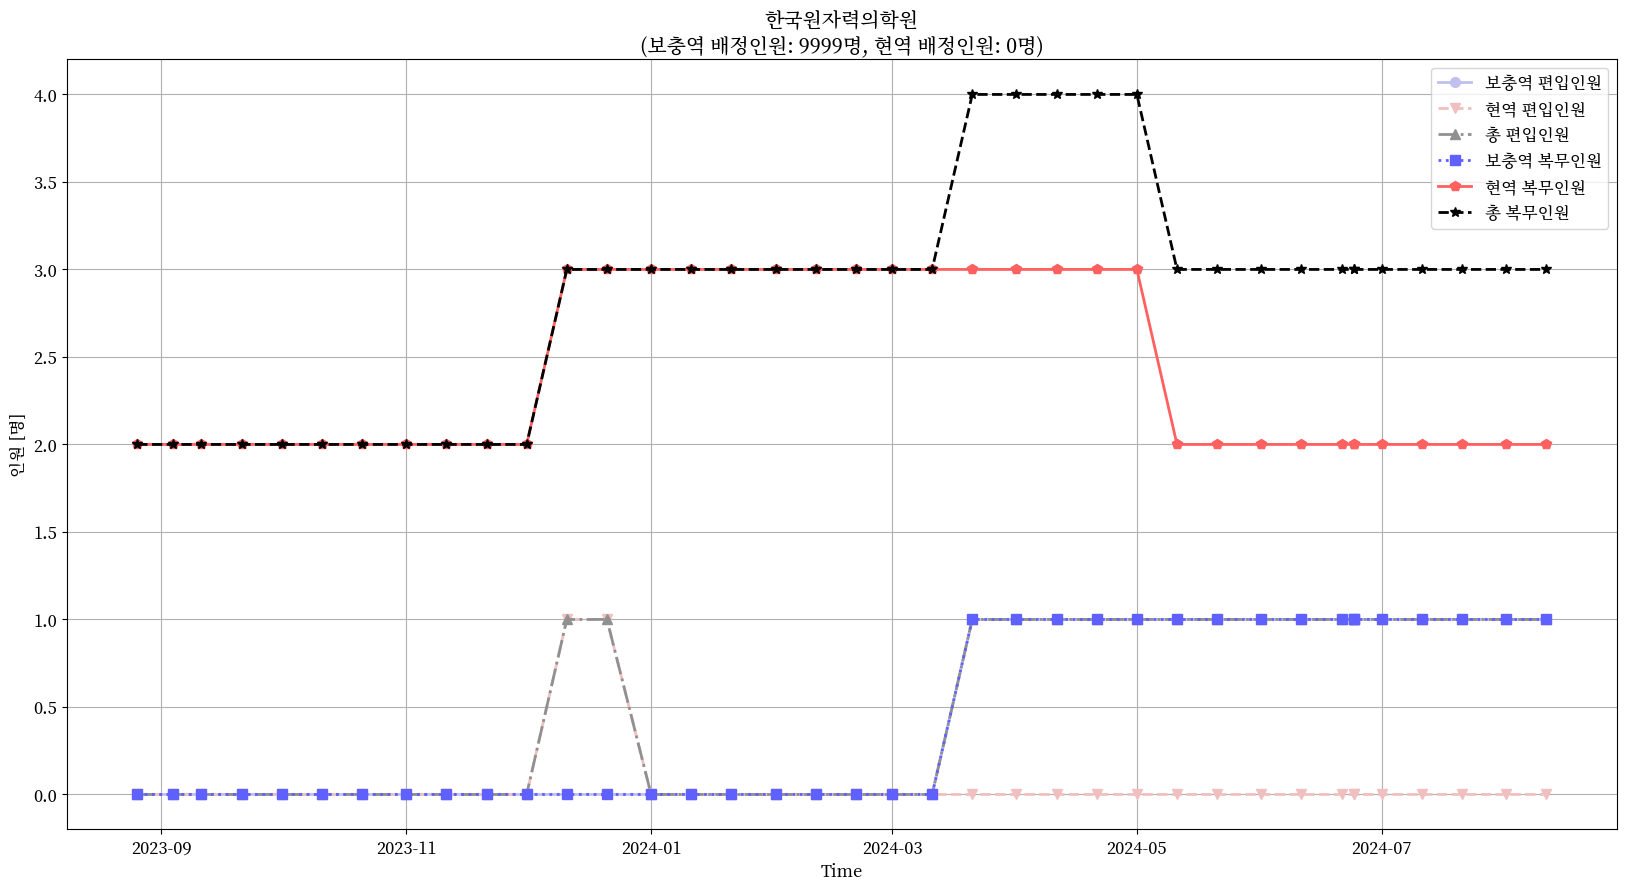 한국원자력의학원
(보충역 배정인원: 9999명, 현역 배정인원: 0명)
보충역 편입인원
현역 편입인원
총 편입인원
보충역 복무인원
현역 복무인원
총 복무인원
인원 [명]
4.0
3.5
3.0
2.5
2.0
1.5
1.0
0.5
0.0
2023-09 2023-11 2024-01 2024-03 2024-05 2024-07
Time